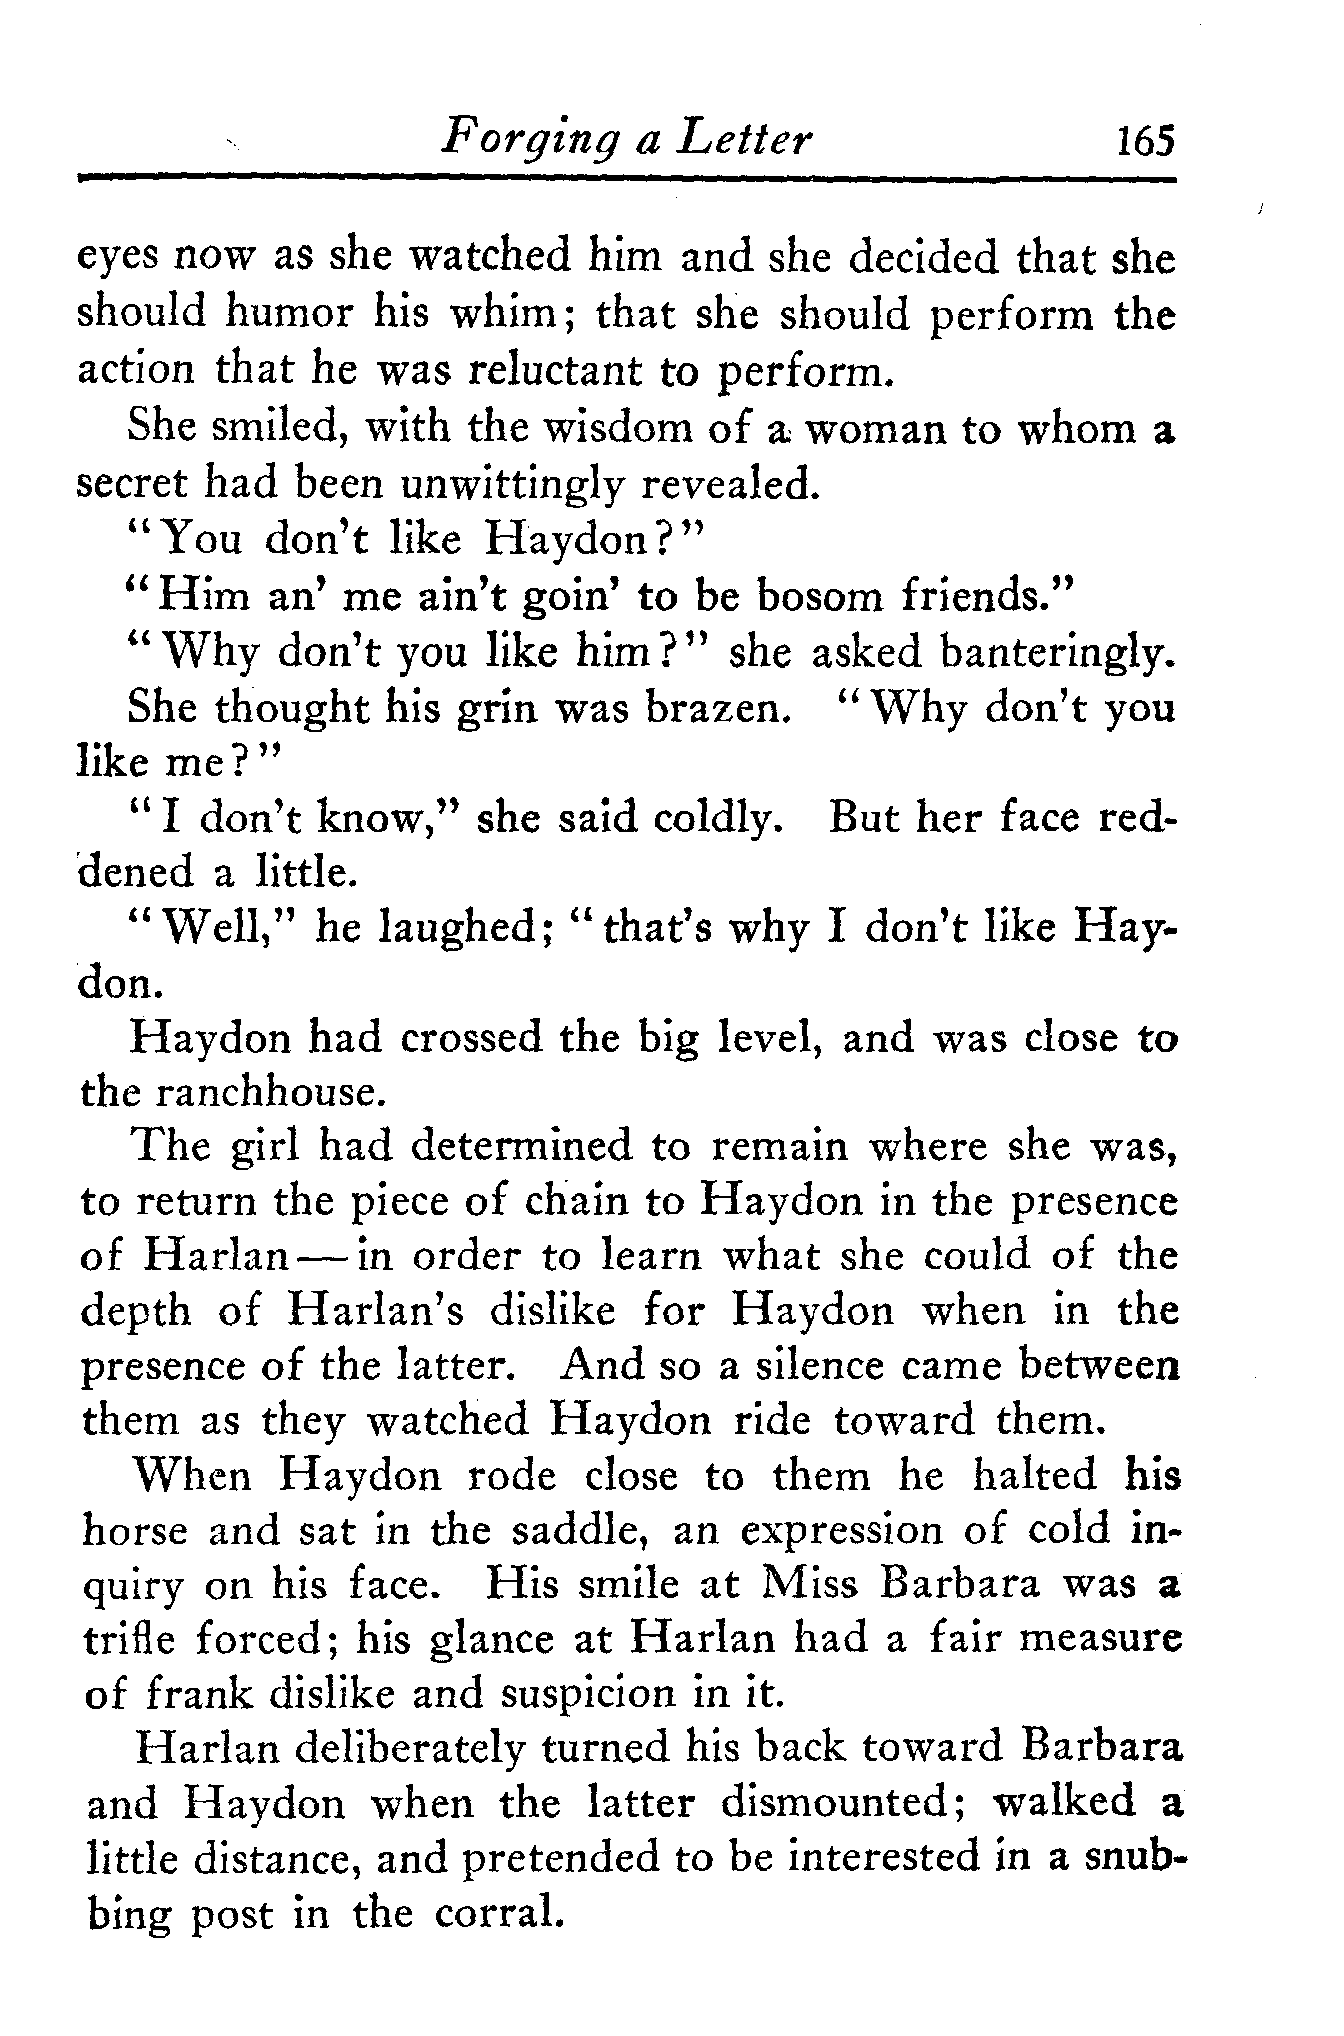 Forging a Letter 165
eyes now as she watched him and she decided that she
should humor his whim; that she should perform the
action that he was reluctant to perform.
She smiled, with the wisdom of a woman to whom a
secret had been unwittingly revealed.
“You don't like Haydon?”
“Him an' me ain't goin' to be bosom friends.”
“Why don't you like him?” she asked banteringly.
She thought his grin was brazen. “Why don't you
like me?”
“I don't know,” she said coldly. But her face red-
dened a little.
“Well,” he laughed; “that's why I don't like Hay-
don.
Haydon had crossed the big level, and was close to
the ranchhouse.
The girl had determined to remain where she was,
to return the piece of chain to Haydon in the presence
of Harlan—in order to learn what she could of the
depth of Harlan's dislike for Haydon when in the
presence of the latter. And so a silence came between
them as they watched Haydon ride toward them.
When Haydon rode close to them he halted his
horse and sat in the saddle, an expression of cold in-
quiry on his face. His smile at Miss Barbara was a
trifle forced; his glance at Harlan had a fair measure
of frank dislike and suspicion in it.
Harlan deliberately turned his back toward Barbara
and Haydon when the latter dismounted; walked a
little distance, and pretended to be interested in a snub-
bing post in the corral.